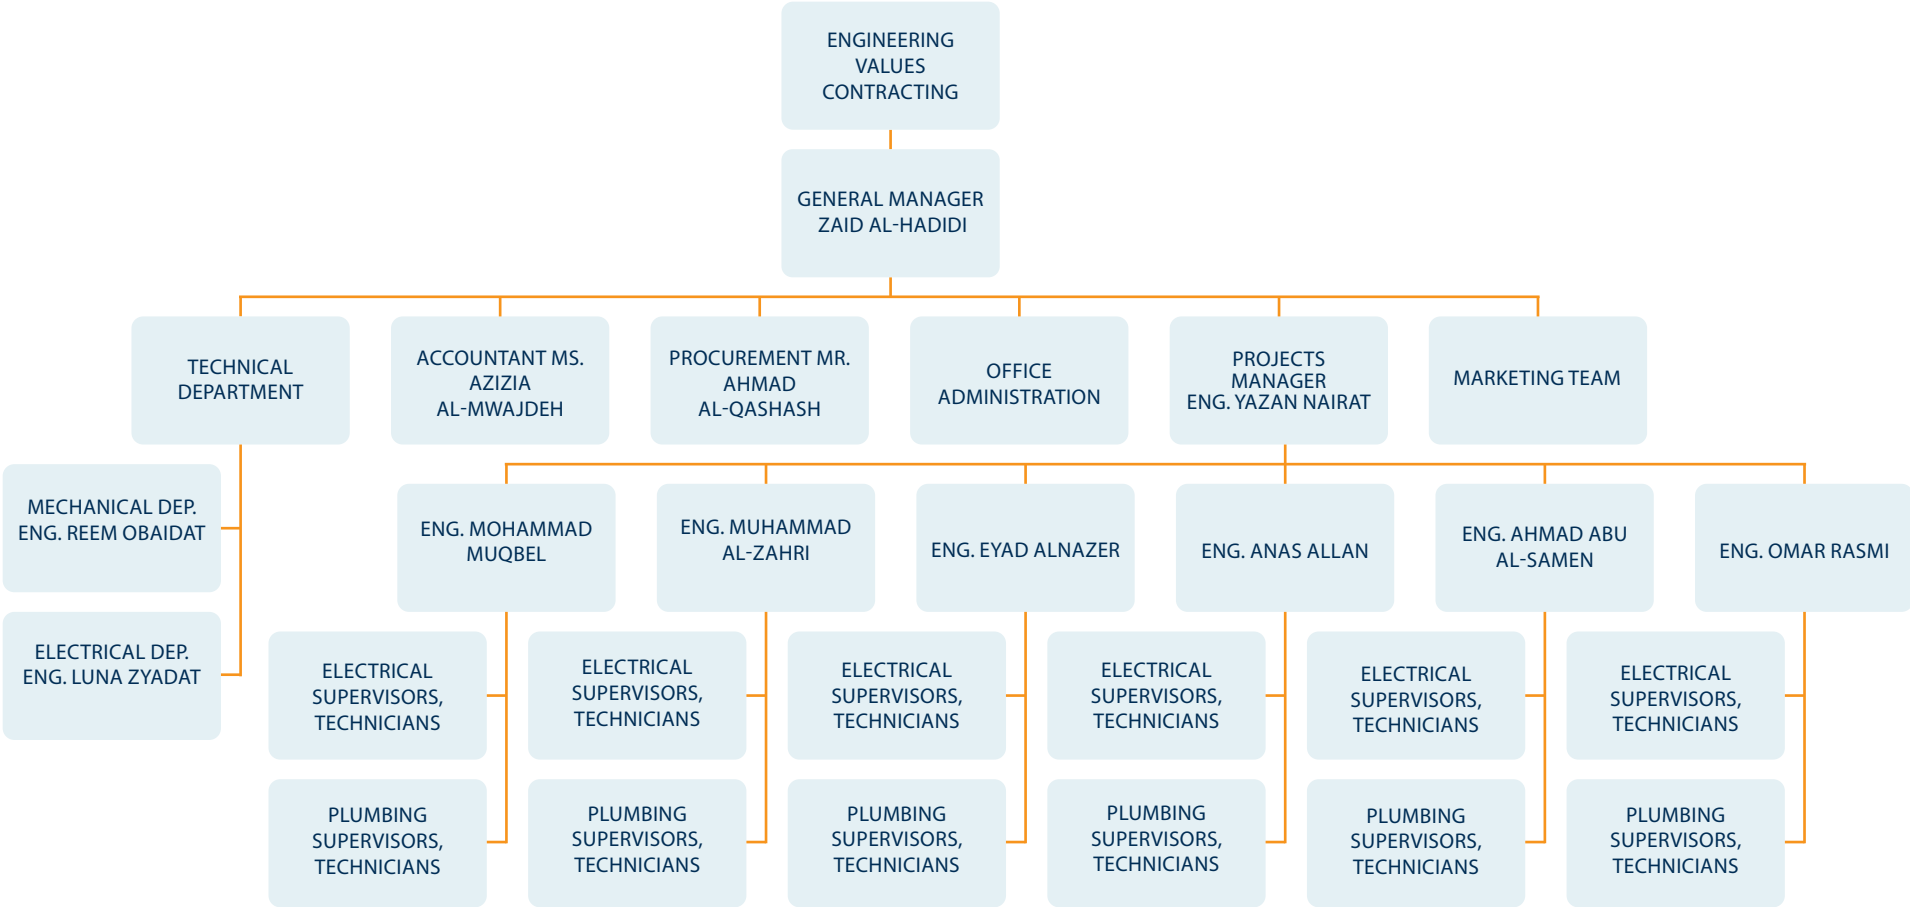 ENGINEERING
VALUES
CONTRACTING
GENERAL MANAGER
ZAID AL-HADIDI
TECHNICAL
DEPARTMENT
ACCOUNTANT MS.
AZIZIA
AL-MWAJDEH
PROCUREMENT MR.
AHMAD
AL-QASHASH
OFFICE
ADMINISTRATION
PROJECTS
MANAGER
ENG. YAZAN NAIRAT
MARKETING TEAM
MECHANICAL DEP.
ENG. REEM OBAIDAT
ELECTRICAL DEP.
ENG. LUNA ZYADAT
ENG. MOHAMMAD
MUQBEL
ENG. MUHAMMAD
AL-ZAHRI
ENG. EYAD ALNAZER
ENG. ANAS ALLAN
ENG. AHMAD ABU
AL-SAMEN
ENG. OMAR RASMI
ELECTRICAL
SUPERVISORS,
TECHNICIANS
ELECTRICAL
SUPERVISORS,
TECHNICIANS
ELECTRICAL
SUPERVISORS,
TECHNICIANS
ELECTRICAL
SUPERVISORS,
TECHNICIANS
ELECTRICAL
SUPERVISORS,
TECHNICIANS
ELECTRICAL
SUPERVISORS,
TECHNICIANS
PLUMBING
SUPERVISORS,
TECHNICIANS
PLUMBING
SUPERVISORS,
TECHNICIANS
PLUMBING
SUPERVISORS,
TECHNICIANS
PLUMBING
SUPERVISORS,
TECHNICIANS
PLUMBING
SUPERVISORS,
TECHNICIANS
PLUMBING
SUPERVISORS,
TECHNICIANS